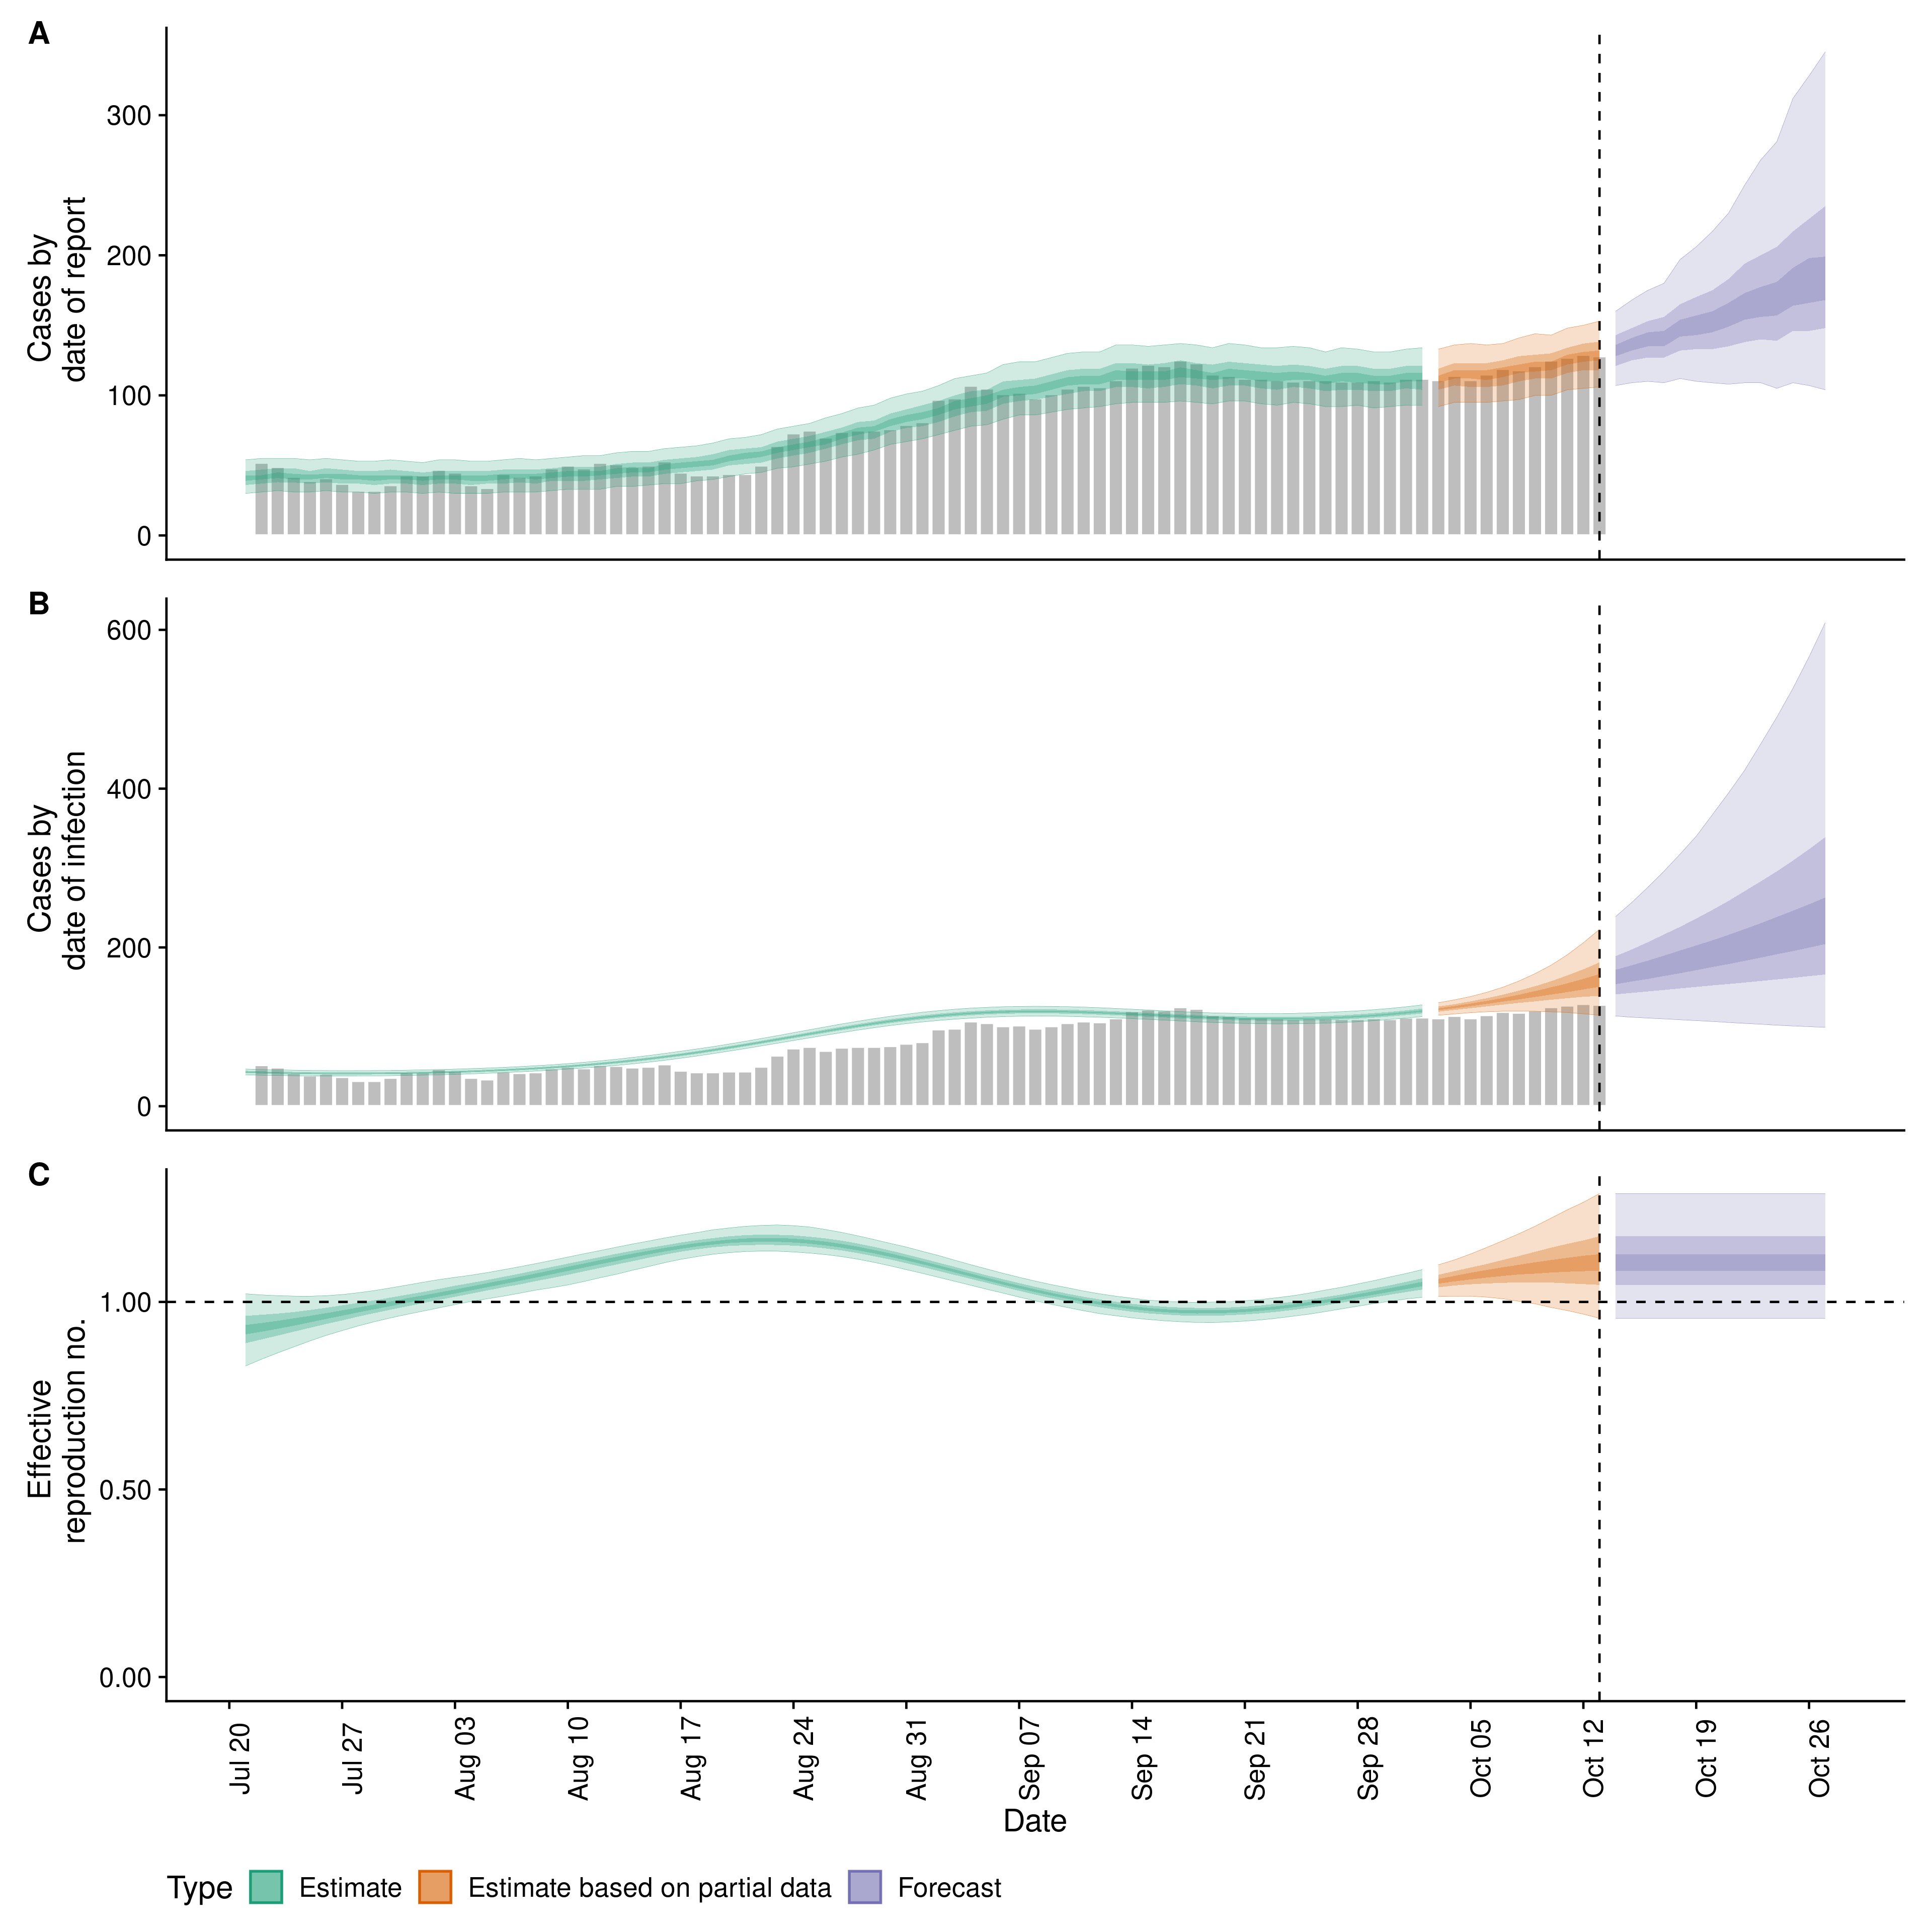 A
Cases by
date of report
300
200
100
0
B
Cases by
date of infection
600
400
200
0
C
Effective
reproduction no.
1.00
0.50
0.00
Jul 20
Jul 27
Aug 03
Aug 10
Aug 17
Aug 24
Aug 31
Sep 07
Sep 14
Sep 21
Sep 28
Oct 05
Oct 12
Oct 19
Oct 26
Date
Type Estimate Estimate based on partial data Forecast